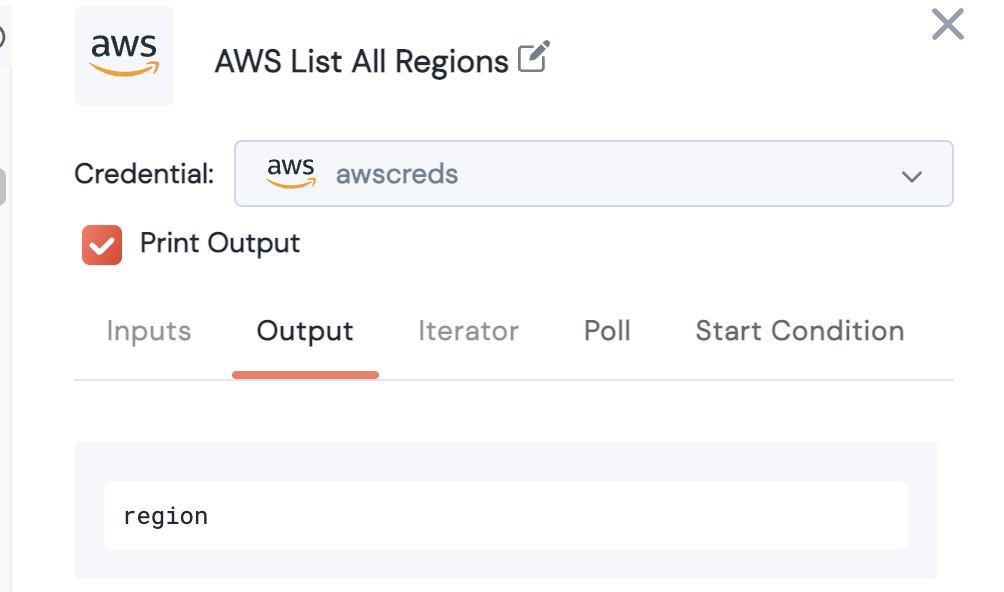 aws
AWS List All Regions
Credential:
aws awscreds
Print Output
Inputs Output Iterator Poll Start Condition
region